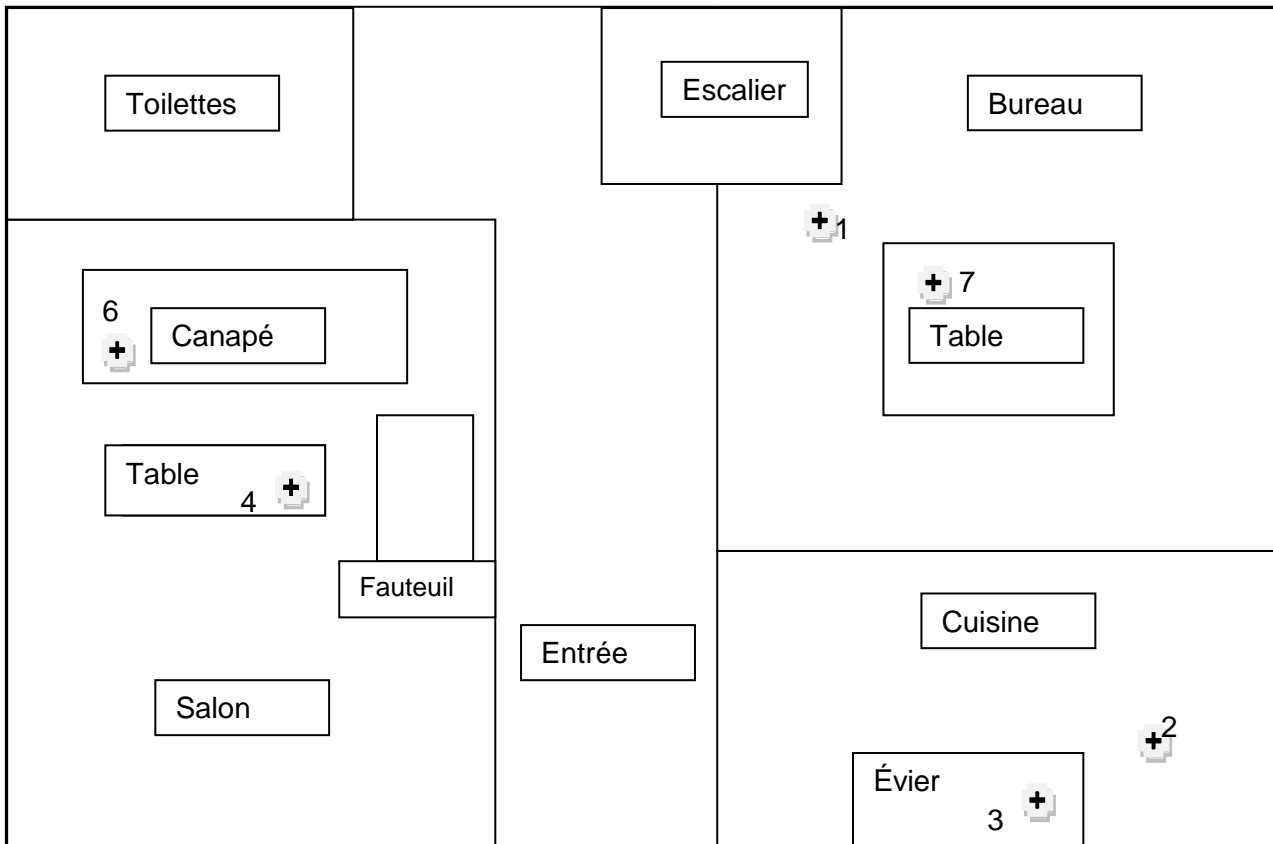 Toilettes
Escalier
Bureau
1
6
Canapé
7
Table
Table
4
Fauteuil
Cuisine
Entrée
Salon
2
Évier
3